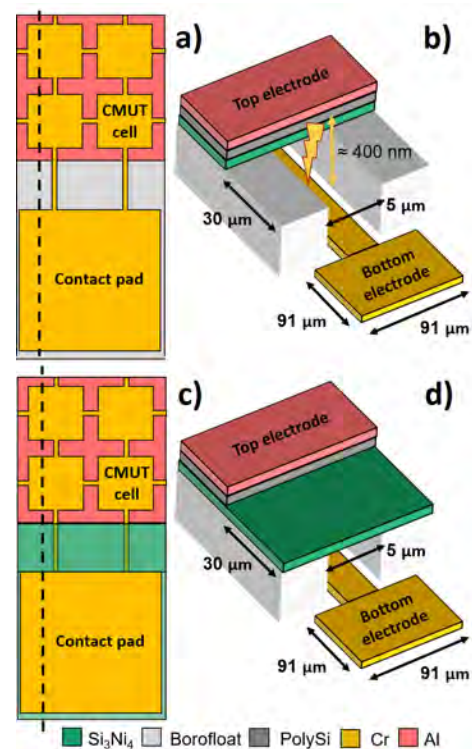 a)
b)
CMUT
cell
Contact pad
Top electrode
≈ 400 nm
30 μm
5 μm
Bottom
electrode
91 μm
91 μm
c)
d)
CMUT
cell
Contact pad
Top electrode
30 μm
5 μm
Bottom
electrode
91 μm
91 μm
Si₃Ni₄ Borofloat PolySi Cr Al